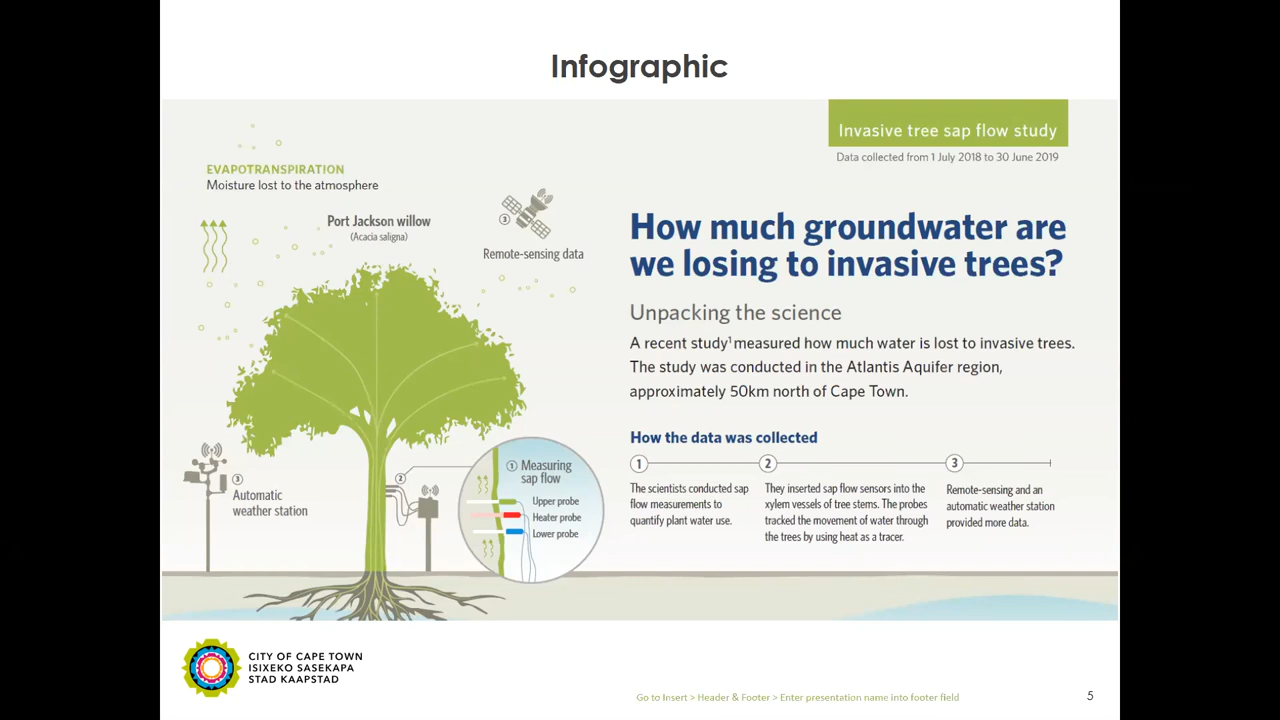 Infographic
Invasive tree sap flow study
Data collected from 1 July 2018 to 30 June 2019
EVAPOTRANSPIRATION
Moisture lost to the atmosphere
Port Jackson willow
(Acacia saligna)
3
Remote-sensing data
How much groundwater are
we losing to invasive trees?
Unpacking the science
A recent study¹ measured how much water is lost to invasive trees.
The study was conducted in the Atlantis Aquifer region,
approximately 50km north of Cape Town.
How the data was collected
1
The scientists conducted sap
flow measurements to
quantify plant water use.
2
They inserted sap flow sensors into the
xylem vessels of tree stems. The probes
tracked the movement of water through
the trees by using heat as a tracer.
3
Remote-sensing and an
automatic weather station
provided more data.
3
Automatic
weather station
2
1 Measuring
sap flow
Upper probe
Heater probe
Lower probe
CITY OF CAPE TOWN
ISIXEKO SASEKAPA
STAD KAAPSTAD
Go to Insert > Header & Footer > Enter presentation name into footer field
5